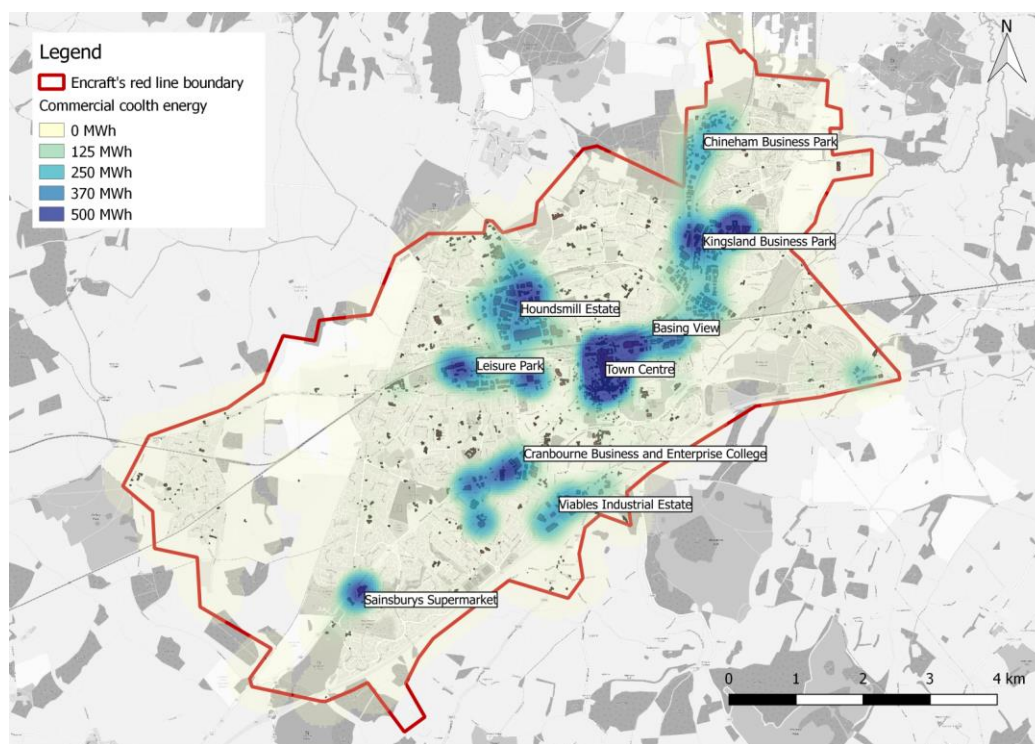 Legend
Encraft's red line boundary
Commercial coolth energy
0 MWh
125 MWh
250 MWh
370 MWh
500 MWh
N
Chineham Business Park
Kingsland Business Park
Houndsmill Estate
Basing View
Leisure Park
Town Centre
Cranbourne Business and Enterprise College
Viables Industrial Estate
Sainsburys Supermarket
0 1 2 3 4 km